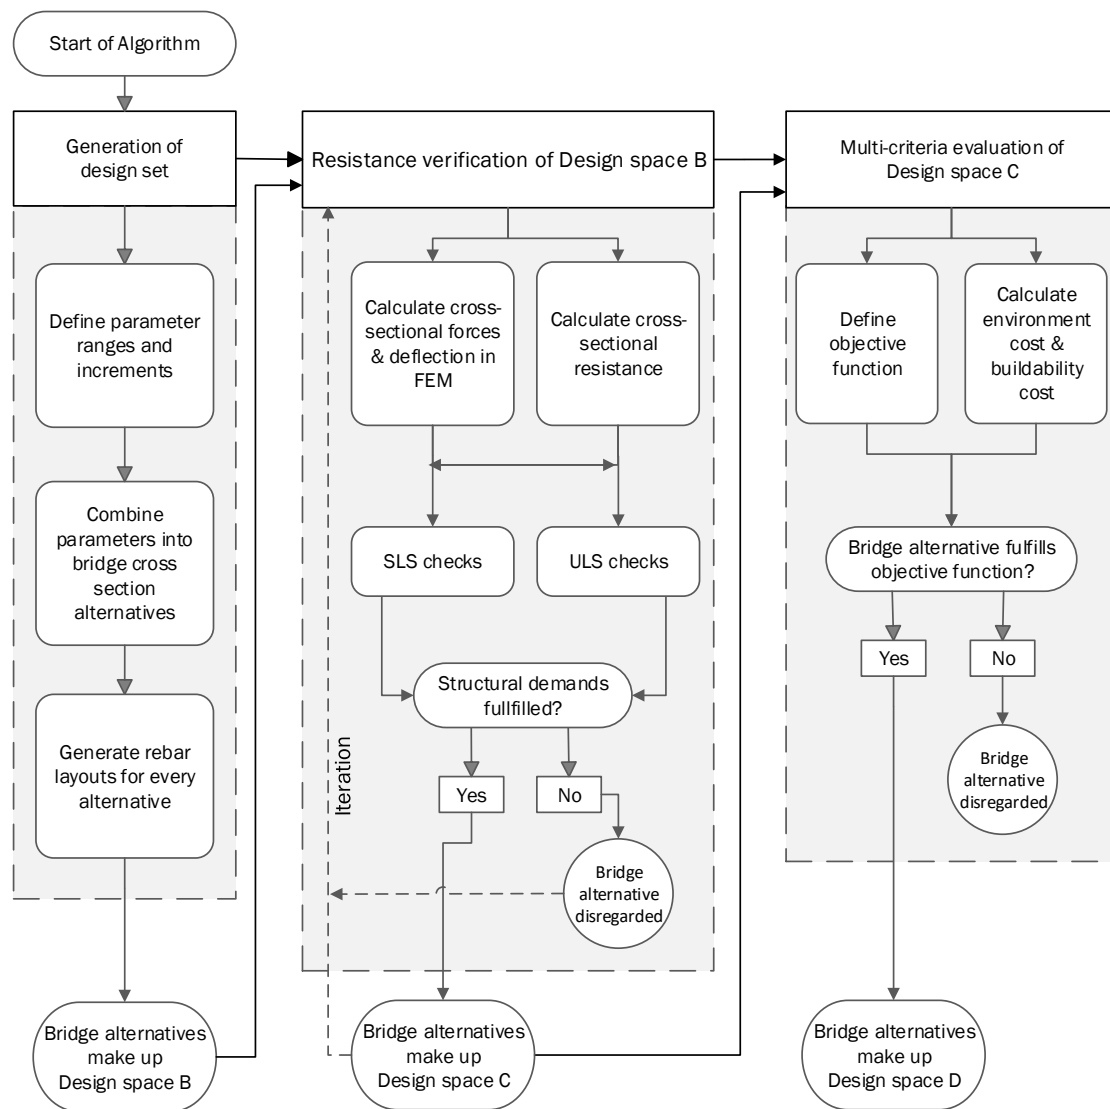 Start of Algorithm
Generation of
design set
Define parameter
ranges and
increments
Combine
parameters into
bridge cross
section
alternatives
Generate rebar
layouts for every
alternative
Bridge alternatives
make up
Design space B
Resistance verification of Design space B
Calculate cross-
sectional forces
& deflection in
FEM
Calculate cross-
sectional
resistance
SLS checks
ULS checks
Structural demands
fullfilled?
Yes
No
Iteration
Bridge
alternative
disregarded
Bridge alternatives
make up
Design space C
Multi-criteria evaluation of
Design space C
Define
objective
function
Calculate
environment
cost &
buildability
cost
Bridge alternative fulfills
objective function?
Yes
No
Bridge
alternative
disregarded
Bridge alternatives
make up
Design space D